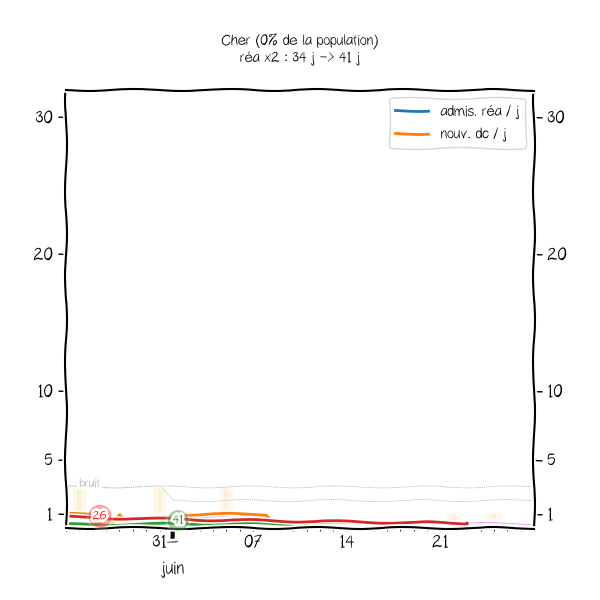 Cher (0% de la population)
réa x2 : 34 j -> 41 j
admis. réa / j
nouv. dc / j
30
30
20
20
10
10
5
5
bruit
1
26
41
1
31
07
14
21
juin